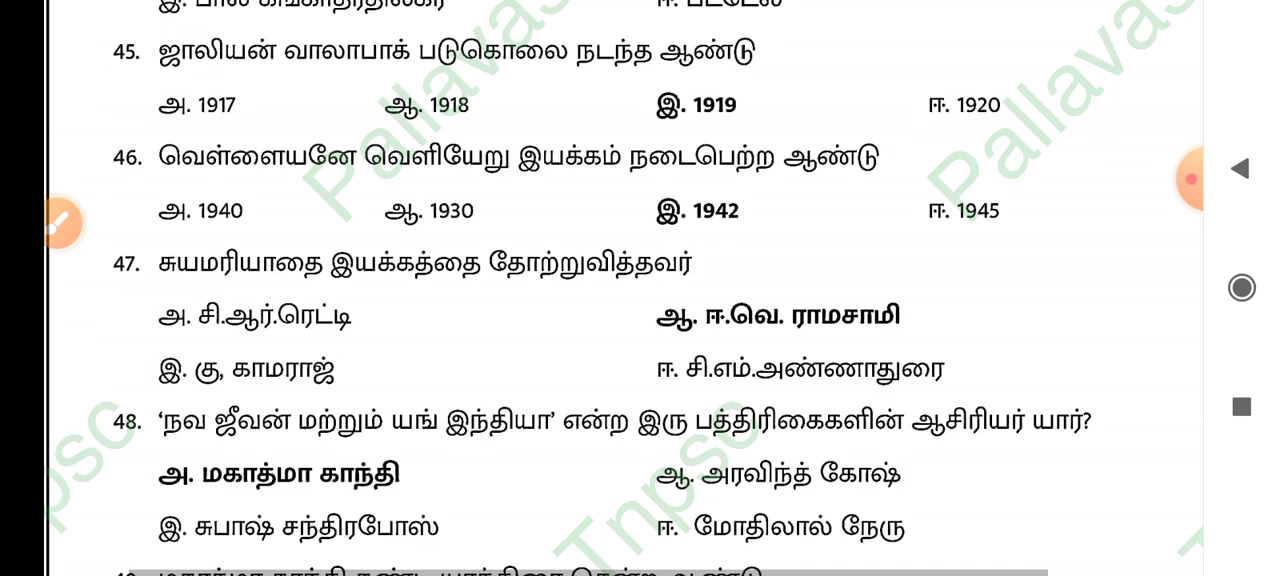 45. ஜாலியன் வாலாபாக் படுகொலை நடந்த ஆண்டு
அ. 1917 ஆ. 1918 இ. 1919 ஈ. 1920
46. வெள்ளையனே வெளியேறு இயக்கம் நடைபெற்ற ஆண்டு
அ. 1940 ஆ. 1930 இ. 1942 ஈ. 1945
47. சுயமரியாதை இயக்கத்தை தோற்றுவித்தவர்
அ. சி.ஆர்.ரெட்டி ஆ. ஈ.வெ. ராமசாமி
இ. கு, காமராஜ் ஈ. சி.எம்.அண்ணாதுரை
48. ‘நவ ஜீவன் மற்றும் யங் இந்தியா’ என்ற இரு பத்திரிகைகளின் ஆசிரியர் யார்?
அ. மகாத்மா காந்தி ஆ. அரவிந்த் கோஷ்
இ. சுபாஷ் சந்திரபோஸ் ஈ. மோதிலால் நேரு
Tnpsc